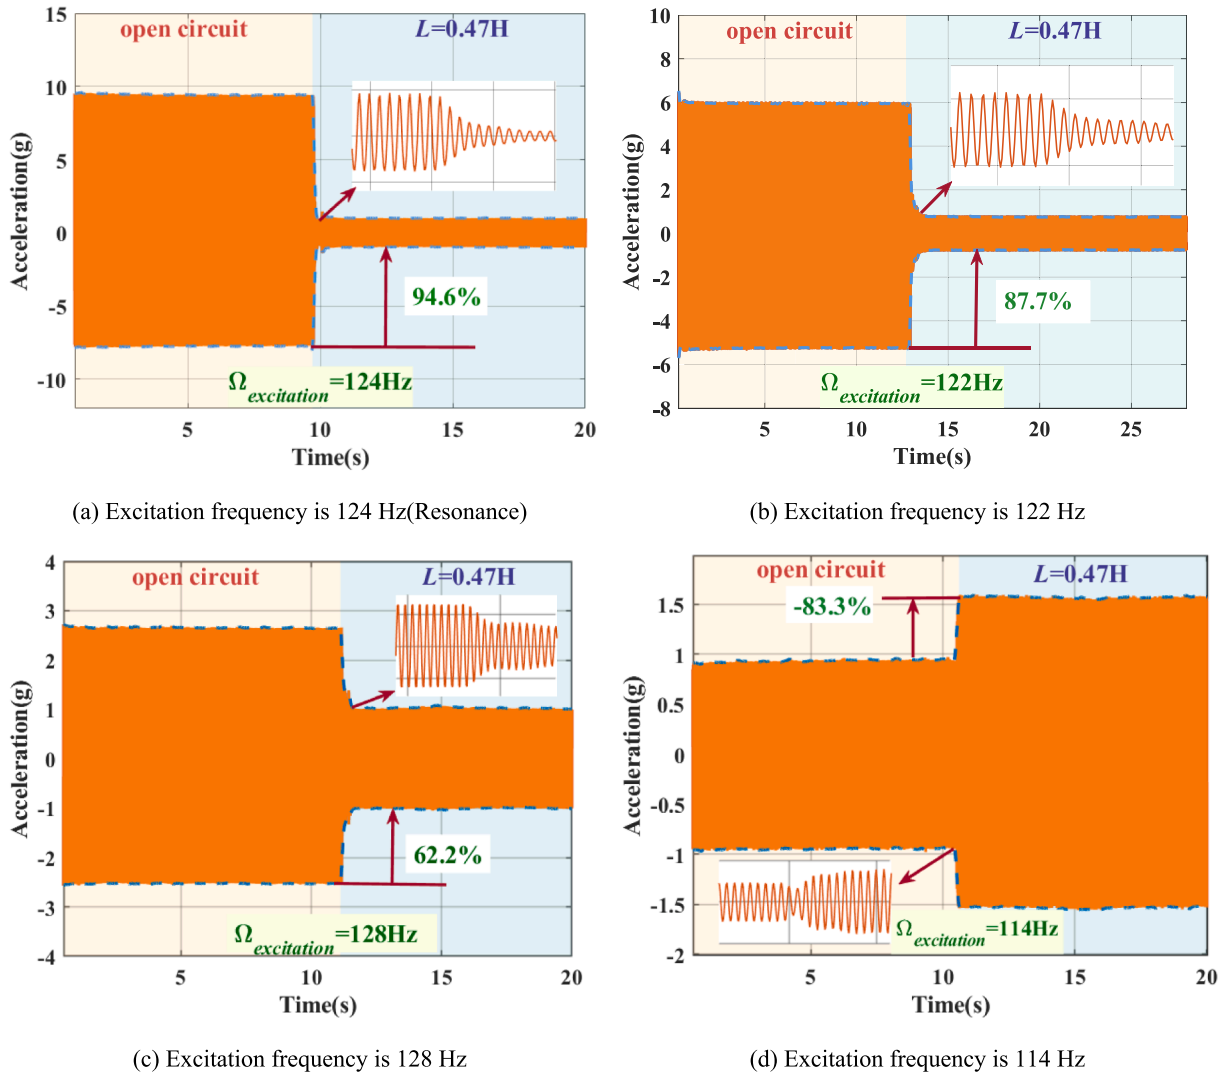 open circuit
L=0.47H
15
10
5
0
-5
-10
Acceleration(g)
94.6%
Ωexcitation=124Hz
5
10
15
20
Time(s)
(a) Excitation frequency is 124 Hz(Resonance)
open circuit
L=0.47H
10
8
6
4
2
0
-2
-4
-6
-8
Acceleration(g)
87.7%
Ωexcitation=122Hz
5
10
15
20
25
Time(s)
(b) Excitation frequency is 122 Hz
open circuit
L=0.47H
4
3
2
1
0
-1
-2
-3
-4
Acceleration(g)
62.2%
Ωexcitation=128Hz
5
10
15
20
Time(s)
(c) Excitation frequency is 128 Hz
open circuit
L=0.47H
1.5
1
0.5
0
-0.5
-1
-1.5
-2
Acceleration(g)
-83.3%
Ωexcitation=114Hz
5
10
15
20
Time(s)
(d) Excitation frequency is 114 Hz